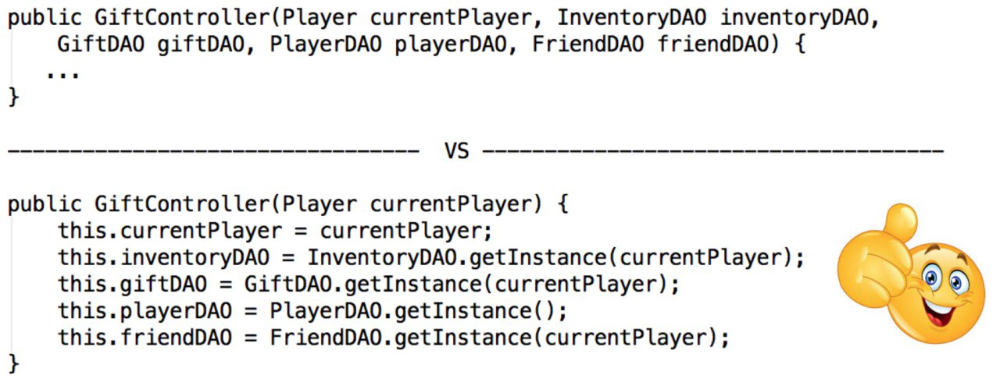 public GiftController(Player currentPlayer, InventoryDAO inventoryDAO,
    GiftDAO giftDAO, PlayerDAO playerDAO, FriendDAO friendDAO) {
   ...
}
--------------------------------- VS -------------------------------------
public GiftController(Player currentPlayer) {
    this.currentPlayer = currentPlayer;
    this.inventoryDAO = InventoryDAO.getInstance(currentPlayer);
    this.giftDAO = GiftDAO.getInstance(currentPlayer);
    this.playerDAO = PlayerDAO.getInstance();
    this.friendDAO = FriendDAO.getInstance(currentPlayer);
}